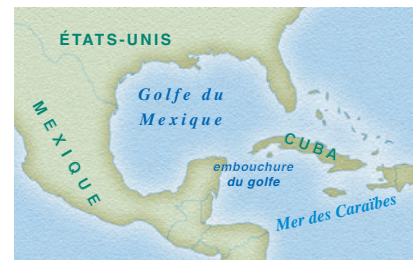 ÉTATS-UNIS
Golfe du
Mexique
MEXIQUE
CUBA
embouchure
du golfe
Mer des Caraïbes